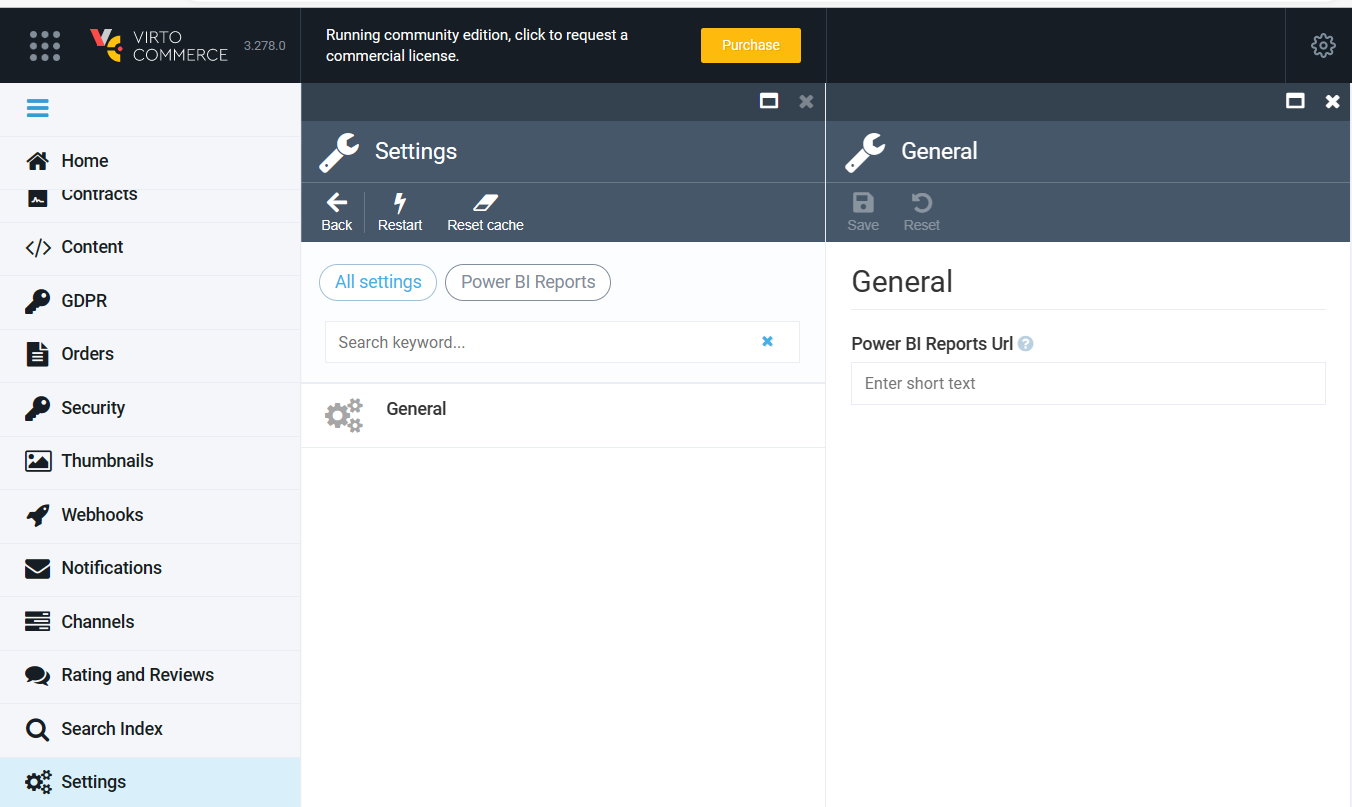 VIRTO
COMMERCE
3.278.0
Running community edition, click to request a
commercial license.
Purchase
Home
Contracts
Content
GDPR
Orders
Security
Thumbnails
Webhooks
Notifications
Channels
Rating and Reviews
Search Index
Settings
Settings
Back
Restart
Reset cache
All settings
Power BI Reports
Search keyword...
General
General
Save
Reset
General
Power BI Reports Url ?
Enter short text